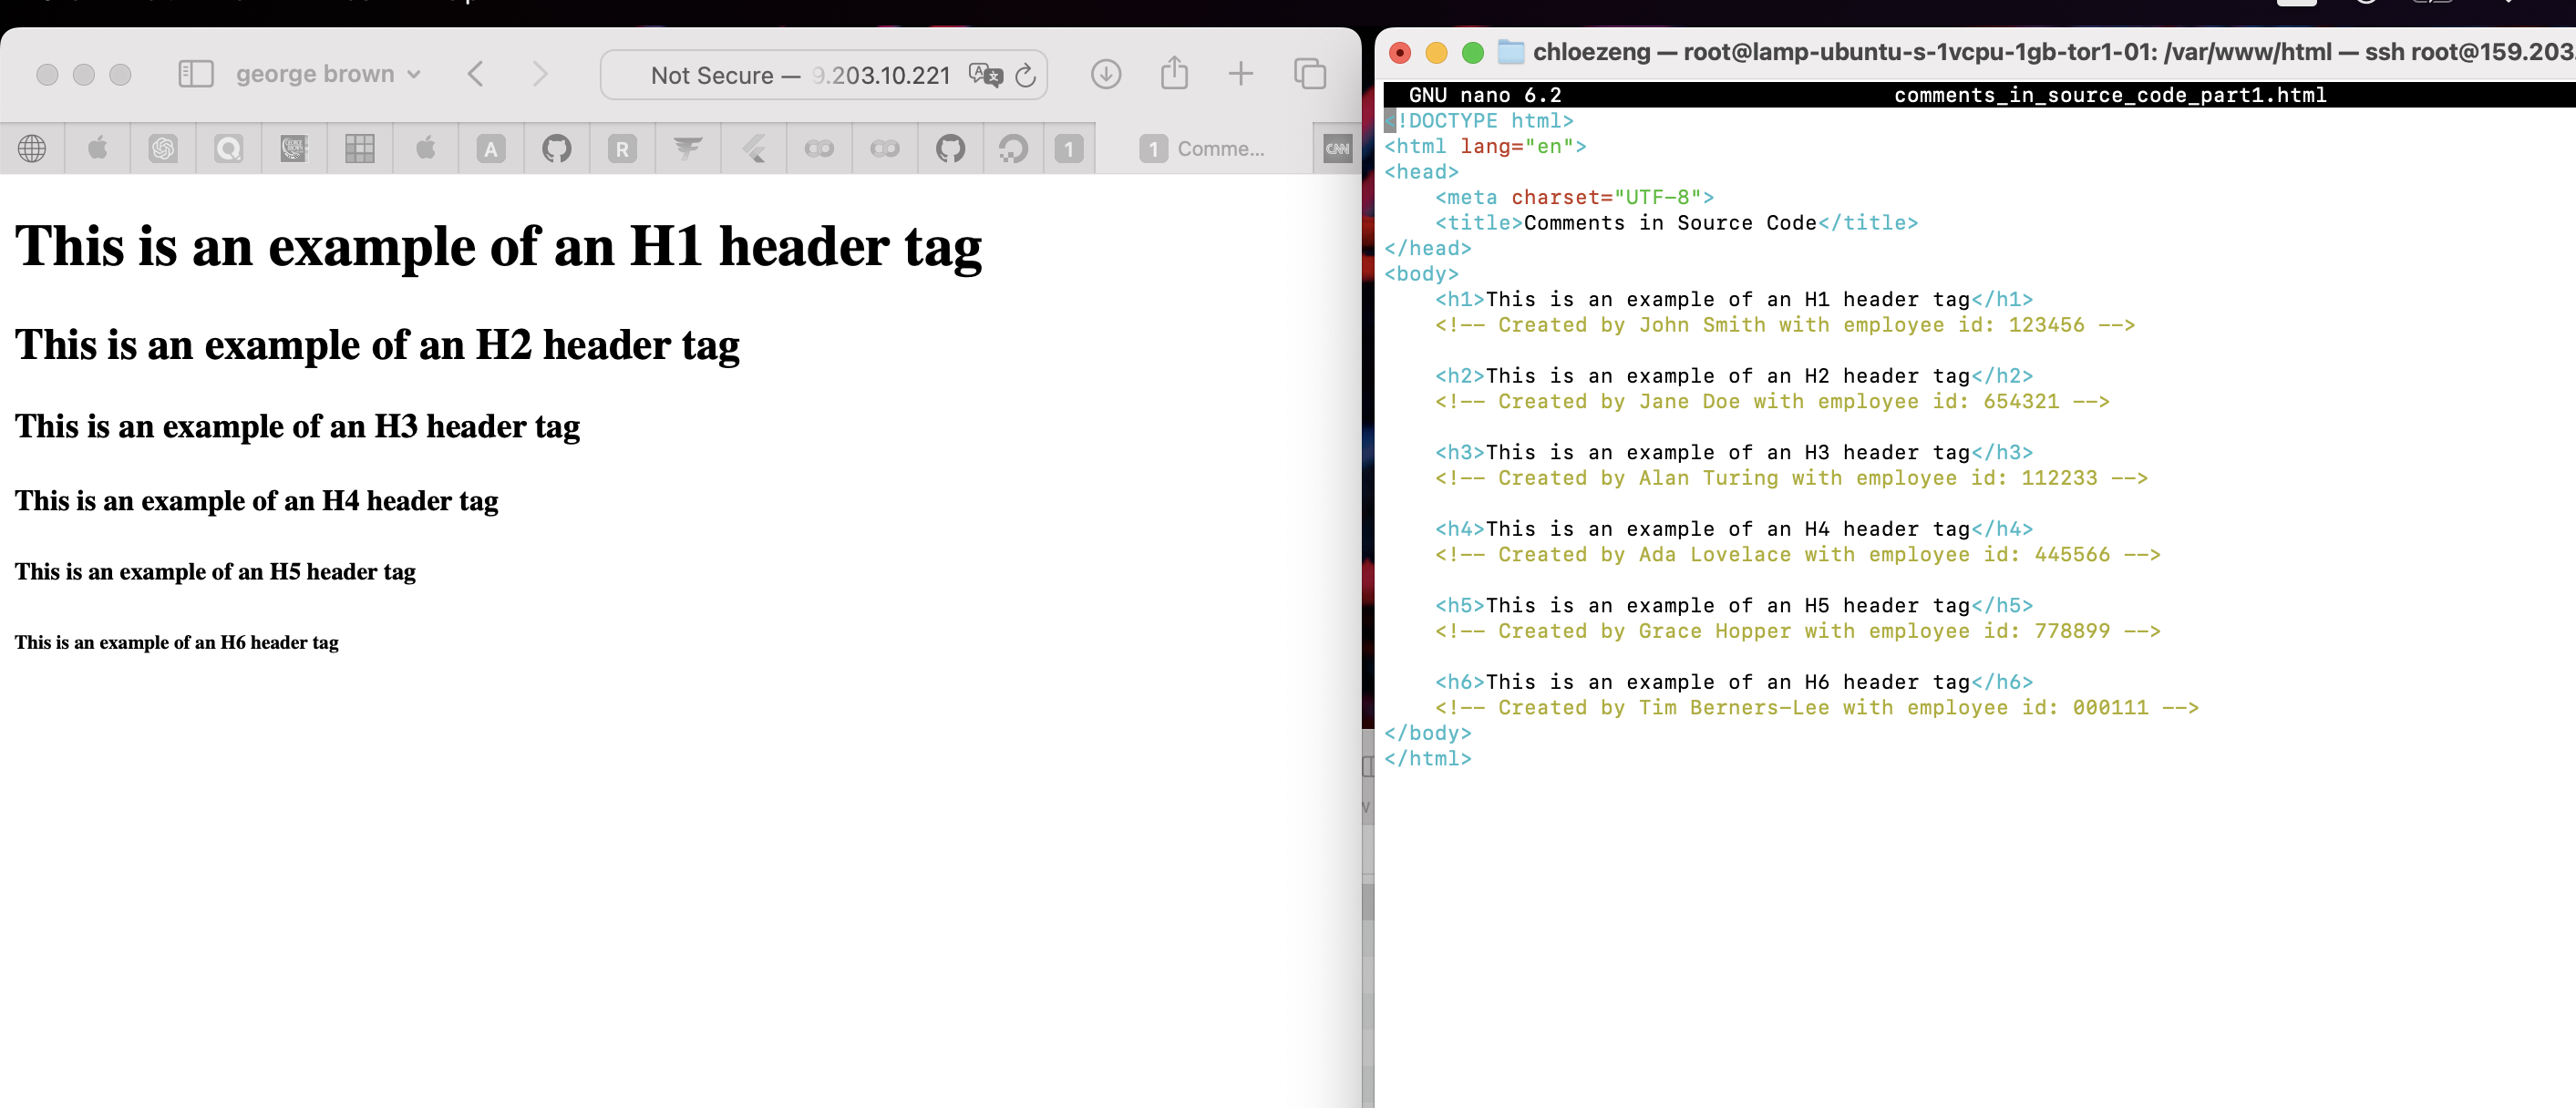 george brown
Not Secure — 9.203.10.221
A
R
1
1 Comme...
CNN
This is an example of an H1 header tag
This is an example of an H2 header tag
This is an example of an H3 header tag
This is an example of an H4 header tag
This is an example of an H5 header tag
This is an example of an H6 header tag
chloezeng — root@lamp-ubuntu-s-1vcpu-1gb-tor1-01: /var/www/html — ssh root@159.203
GNU nano 6.2 comments_in_source_code_part1.html
<!DOCTYPE html>
<html lang="en">
<head>
    <meta charset="UTF-8">
    <title>Comments in Source Code</title>
</head>
<body>
    <h1>This is an example of an H1 header tag</h1>
    <!-- Created by John Smith with employee id: 123456 -->
    <h2>This is an example of an H2 header tag</h2>
    <!-- Created by Jane Doe with employee id: 654321 -->
    <h3>This is an example of an H3 header tag</h3>
    <!-- Created by Alan Turing with employee id: 112233 -->
    <h4>This is an example of an H4 header tag</h4>
    <!-- Created by Ada Lovelace with employee id: 445566 -->
    <h5>This is an example of an H5 header tag</h5>
    <!-- Created by Grace Hopper with employee id: 778899 -->
    <h6>This is an example of an H6 header tag</h6>
    <!-- Created by Tim Berners-Lee with employee id: 000111 -->
</body>
</html>